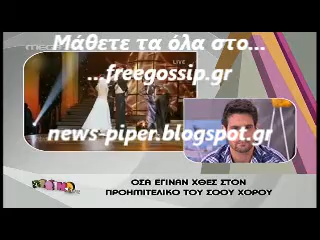 MEGA
Μάθετε τα όλα στο...
LIVE
...freegossip.gr
news-piper.blogspot.gr
ΟΣΑ ΕΓΙΝΑΝ ΧΘΕΣ ΣΤΟΝ
ΠΡΟΗΜΙΤΕΛΙΚΟ ΤΟΥ ΣΟΟΥ ΧΟΡΟΥ